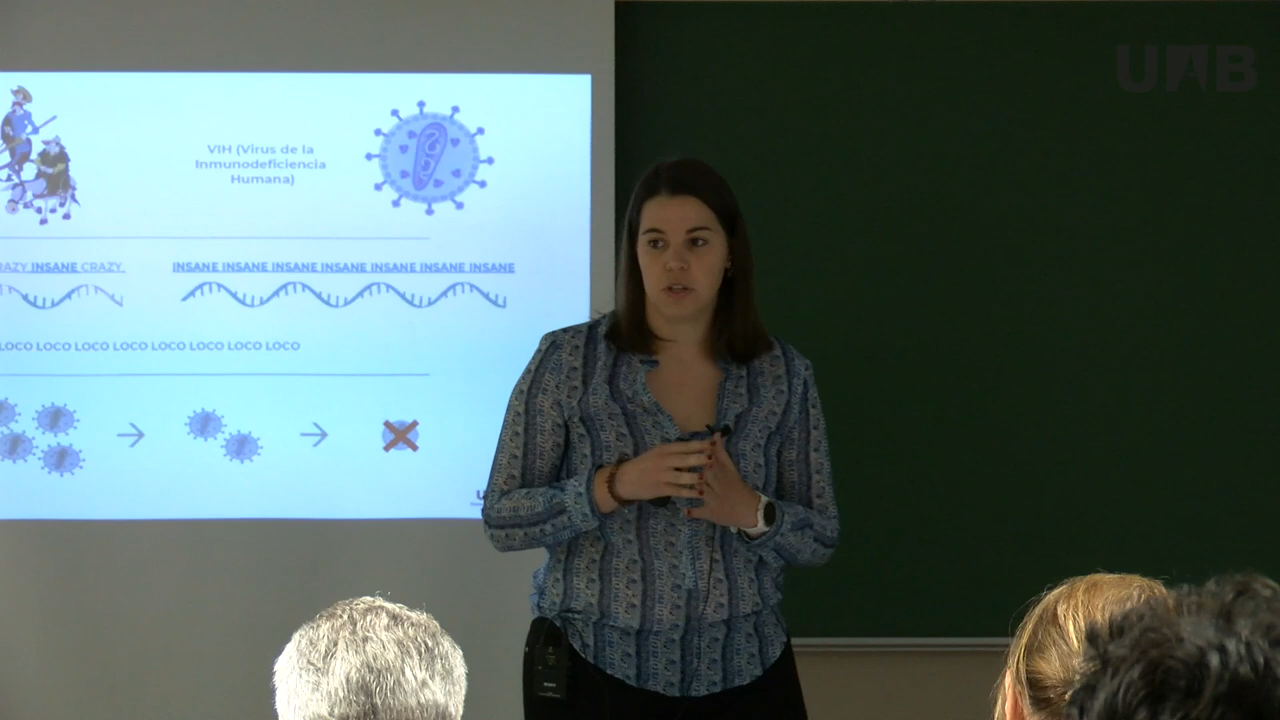 UAB
VIH (Virus de la
Inmunodeficiencia
Humana)
INSANE CRAZY
INSANE INSANE INSANE INSANE INSANE INSANE INSANE
LOCO LOCO LOCO LOCO LOCO LOCO LOCO LOCO